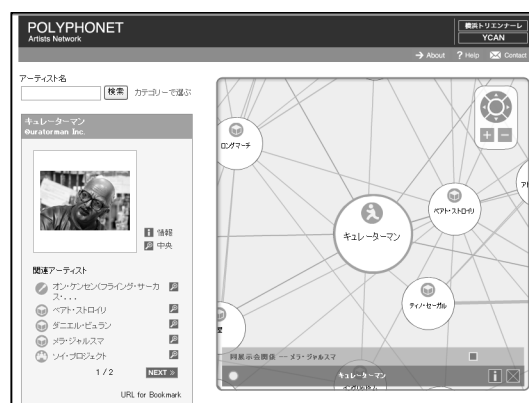 POLYPHONET
Artists Network
横浜トリエンナーレ
YCAN
→ About ? Help Contact
アーティスト名
検索 カテゴリーで選ぶ
キュレーターマン
@uratorman Inc.
情報
中央
関連アーティスト
オン・ケンセン(フライング・サーカ
ス・...
ベアト・ストロイリ
ダニエル・ビュラン
メラ・ジャルスマ
ソイ・プロジェクト
1 / 2 NEXT »
URL for Bookmark
ロングマーチ
キュレーターマン
ベアト・ストロイリ
ティノ・セーガル
同展示会関係 --- メラ・ジャルスマ
キュレーターマン